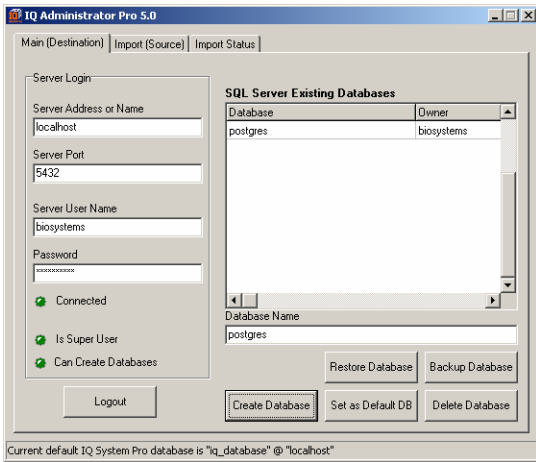 IQ Administrator Pro 5.0
Main (Destination) Import (Source) Import Status
Server Login
Server Address or Name
localhost
Server Port
5432
Server User Name
biosystems
Password
xxxxxxxxxx
Connected
Is Super User
Can Create Databases
Logout
SQL Server Existing Databases
Database Owner
postgres biosystems
Database Name
postgres
Restore Database Backup Database
Create Database Set as Default DB Delete Database
Current default IQ System Pro database is "iq_database" @ "localhost"